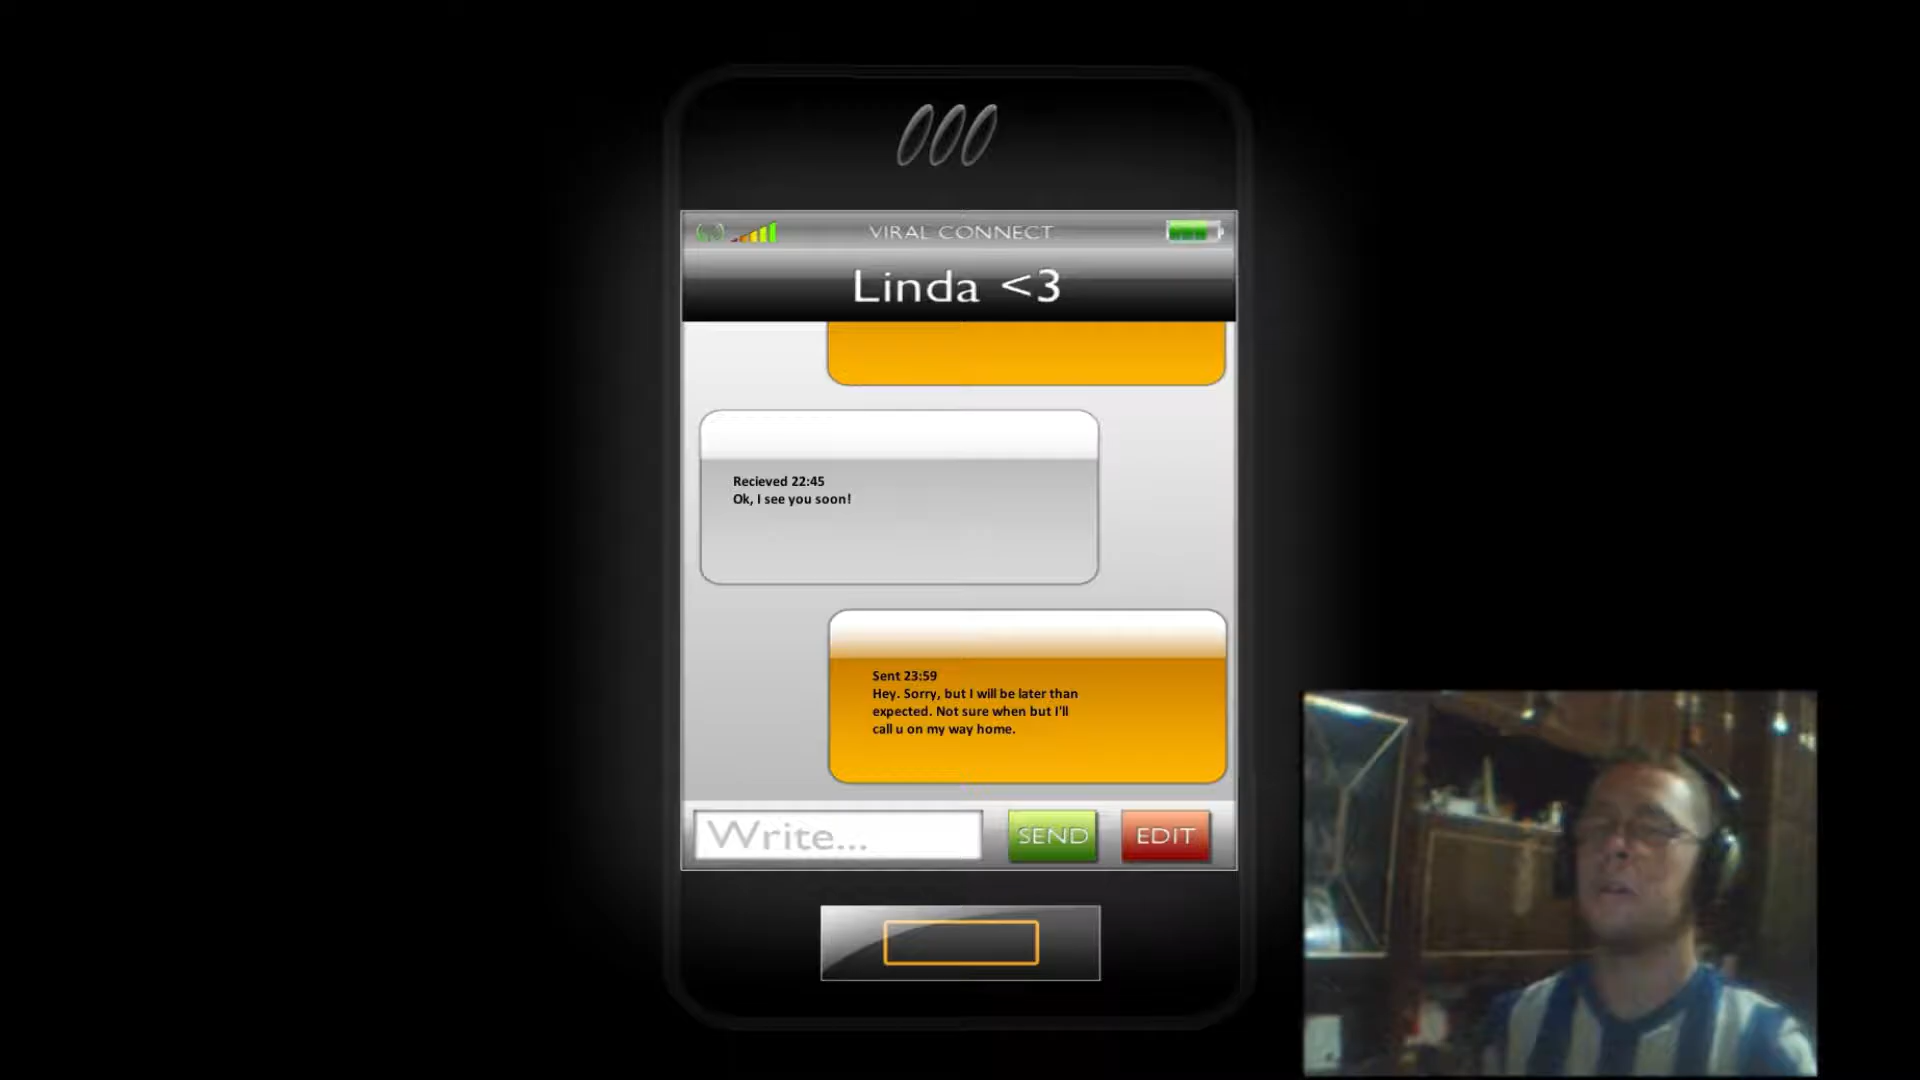 VIRAL CONNECT
Linda <3
Recieved 22:45
Ok, I see you soon!
Sent 23:59
Hey. Sorry, but I will be later than
expected. Not sure when but I'll
call u on my way home.
Write...
SEND
EDIT